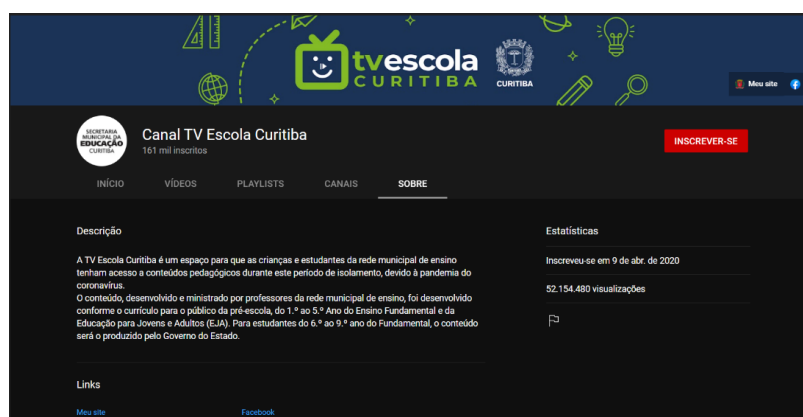 tvescola
CURITIBA
CURITIBA
Meu site
SECRETARIA
MUNICIPAL DA
EDUCAÇÃO
CURITIBA
Canal TV Escola Curitiba
161 mil inscritos
INSCREVER-SE
INÍCIO VÍDEOS PLAYLISTS CANAIS SOBRE
Descrição
A TV Escola Curitiba é um espaço para que as crianças e estudantes da rede municipal de ensino
tenham acesso a conteúdos pedagógicos durante este período de isolamento, devido à pandemia do
coronavírus.
O conteúdo, desenvolvido e ministrado por professores da rede municipal de ensino, foi desenvolvido
conforme o currículo para o público da pré-escola, do 1.º ao 5.º Ano do Ensino Fundamental e da
Educação para Jovens e Adultos (EJA). Para estudantes do 6.º ao 9.º ano do Fundamental, o conteúdo
será o produzido pelo Governo do Estado.
Estatísticas
Inscreveu-se em 9 de abr. de 2020
52.154.480 visualizações
Links
Meu site Facebook